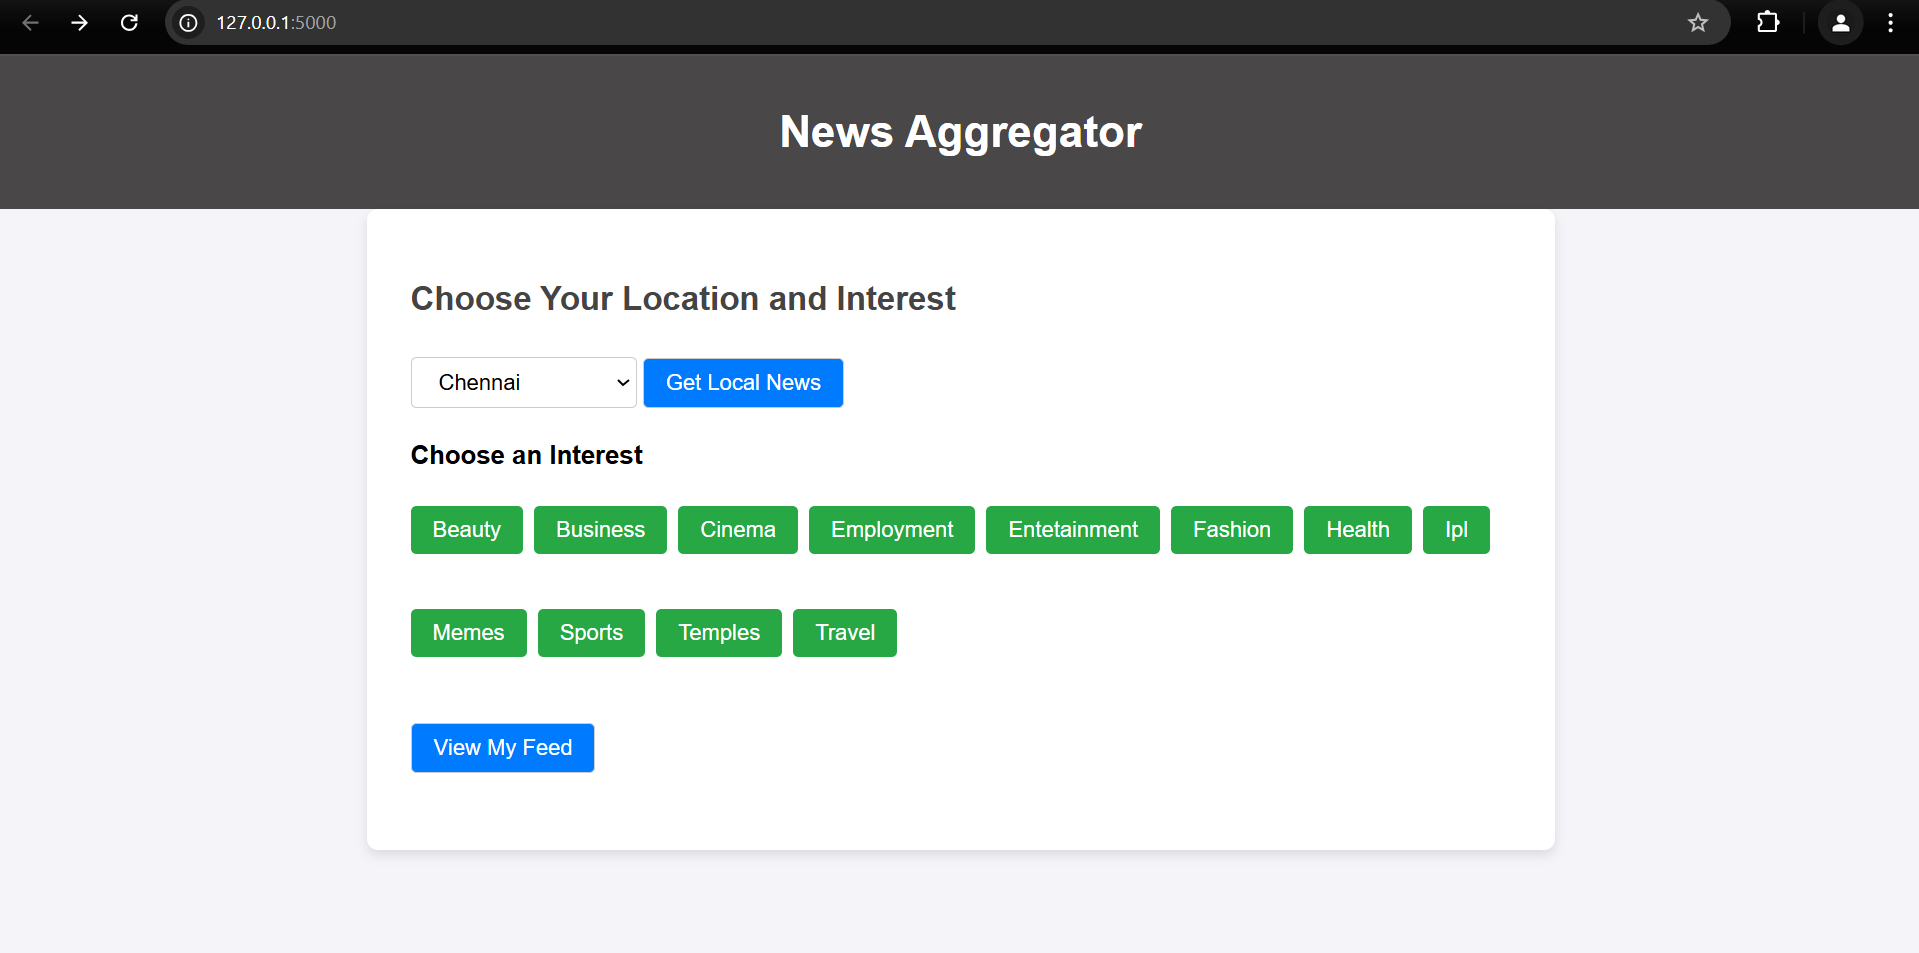 127.0.0.1:5000
News Aggregator
Choose Your Location and Interest
Chennai Get Local News
Choose an Interest
Beauty Business Cinema Employment Entetainment Fashion Health Ipl
Memes Sports Temples Travel
View My Feed